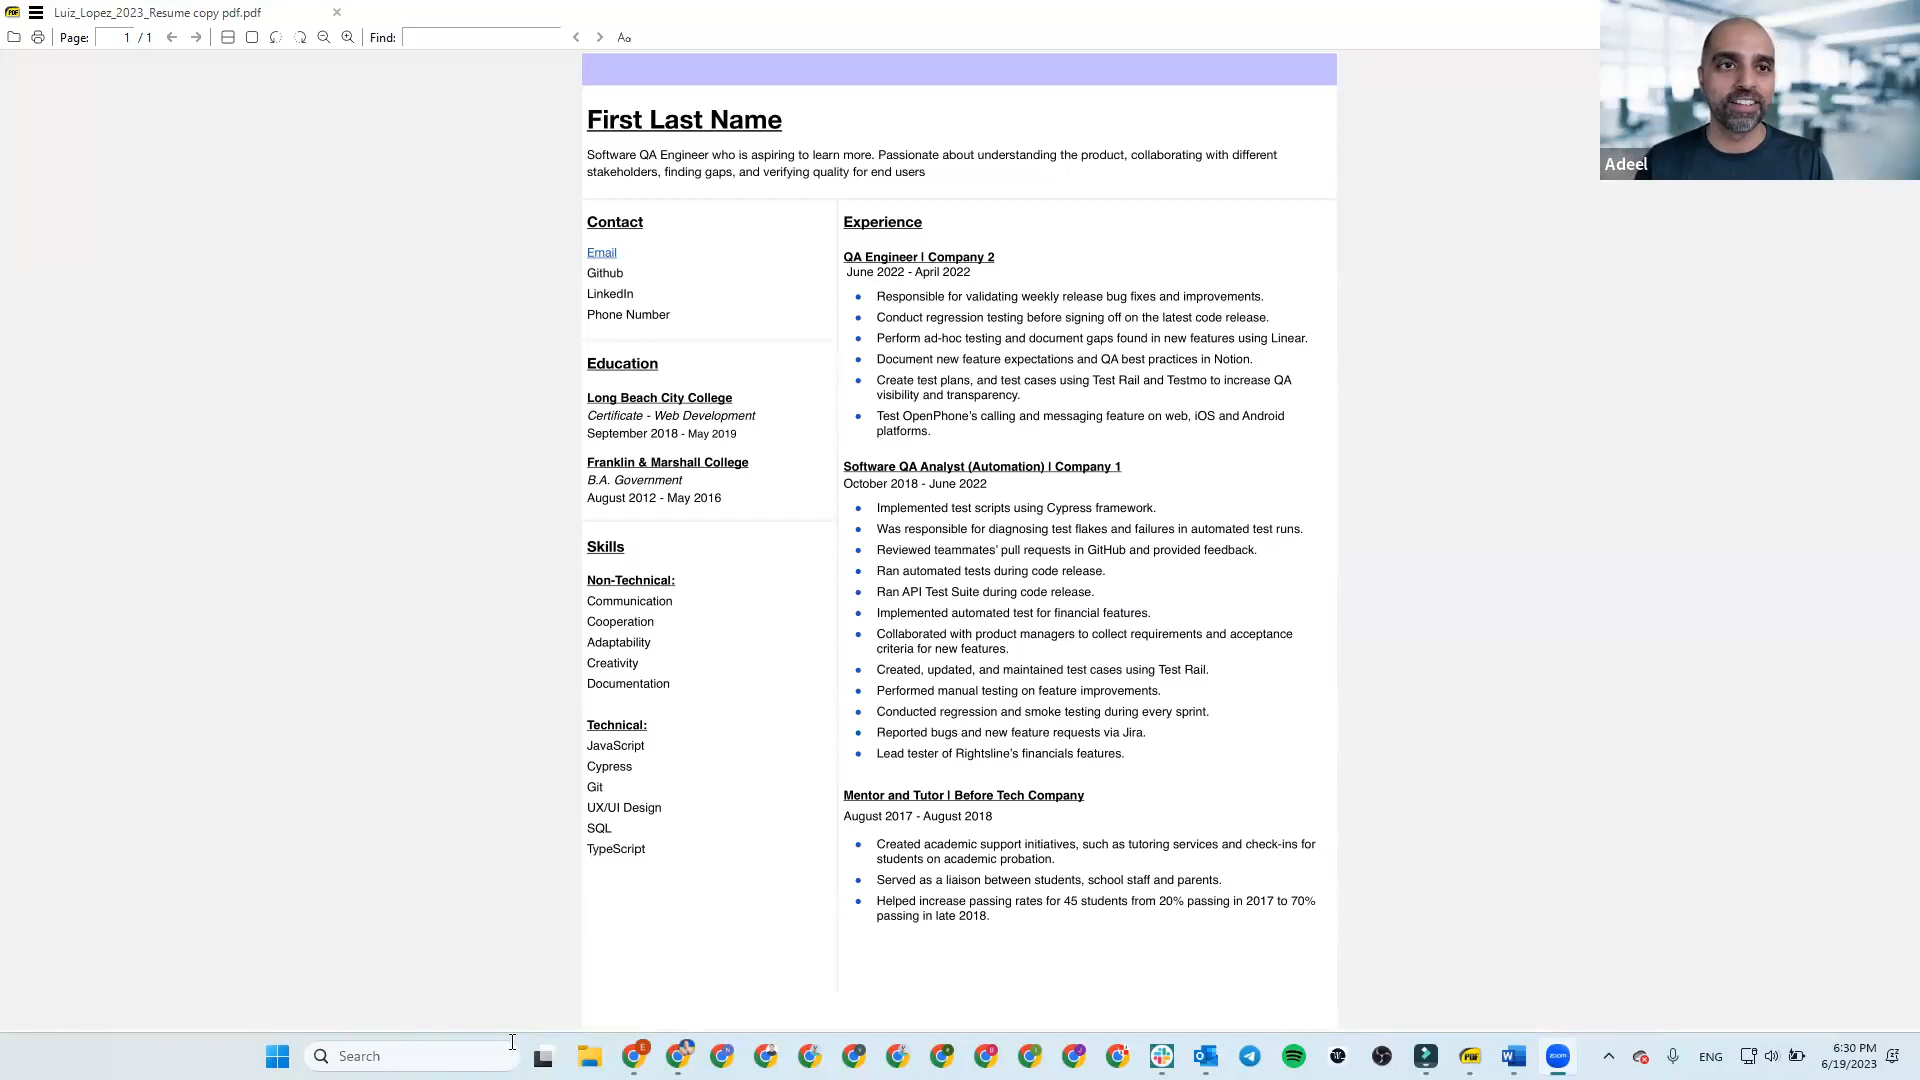 Luiz_Lopez_2023_Resume copy pdf.pdf
Page: 1 / 1 Find: Aa
Adeel
First Last Name
Software QA Engineer who is aspiring to learn more. Passionate about understanding the product, collaborating with different
stakeholders, finding gaps, and verifying quality for end users
Contact
Email
Github
LinkedIn
Phone Number
Education
Long Beach City College
Certificate - Web Development
September 2018 - May 2019
Franklin & Marshall College
B.A. Government
August 2012 - May 2016
Skills
Non-Technical:
Communication
Cooperation
Adaptability
Creativity
Documentation
Technical:
JavaScript
Cypress
Git
UX/UI Design
SQL
TypeScript
Experience
QA Engineer | Company 2
June 2022 - April 2022
Responsible for validating weekly release bug fixes and improvements.
Conduct regression testing before signing off on the latest code release.
Perform ad-hoc testing and document gaps found in new features using Linear.
Document new feature expectations and QA best practices in Notion.
Create test plans, and test cases using Test Rail and Testmo to increase QA
visibility and transparency.
Test OpenPhone's calling and messaging feature on web, iOS and Android
platforms.
Software QA Analyst (Automation) | Company 1
October 2018 - June 2022
Implemented test scripts using Cypress framework.
Was responsible for diagnosing test flakes and failures in automated test runs.
Reviewed teammates' pull requests in GitHub and provided feedback.
Ran automated tests during code release.
Ran API Test Suite during code release.
Implemented automated test for financial features.
Collaborated with product managers to collect requirements and acceptance
criteria for new features.
Created, updated, and maintained test cases using Test Rail.
Performed manual testing on feature improvements.
Conducted regression and smoke testing during every sprint.
Reported bugs and new feature requests via Jira.
Lead tester of Rightsline's financials features.
Mentor and Tutor | Before Tech Company
August 2017 - August 2018
Created academic support initiatives, such as tutoring services and check-ins for
students on academic probation.
Served as a liaison between students, school staff and parents.
Helped increase passing rates for 45 students from 20% passing in 2017 to 70%
passing in late 2018.
Search
zoom
ENG
6:30 PM
6/19/2023